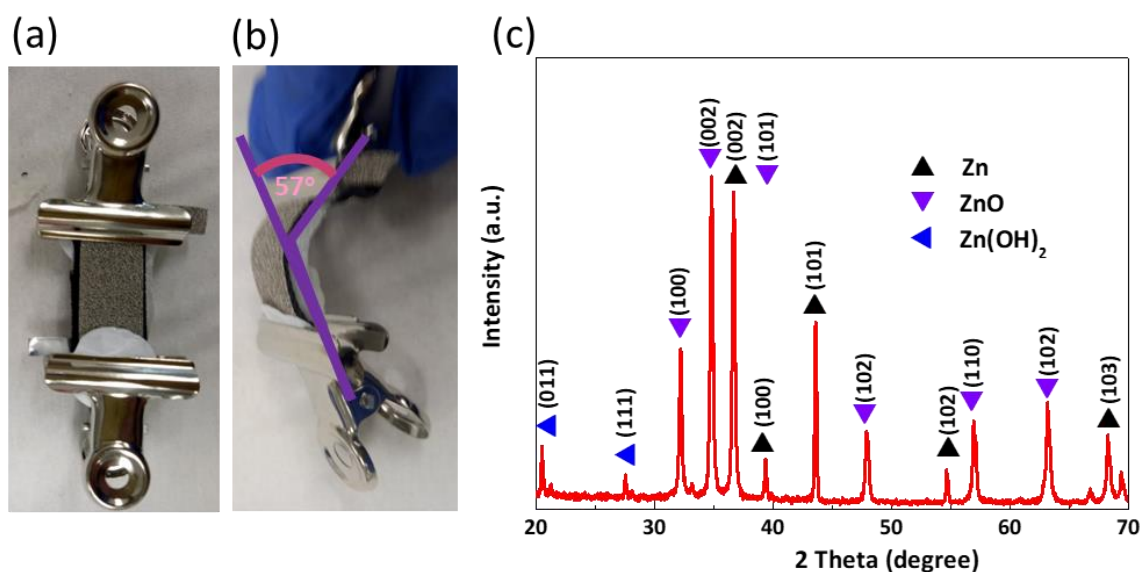 (a)
(b)
57°
(c)
Intensity (a.u.)
(011)
(111)
(100)
(002)
(002)
(101)
(100)
(101)
(102)
(102)
(110)
(102)
(103)
Zn
ZnO
Zn(OH)₂
20 30 40 50 60 70
2 Theta (degree)